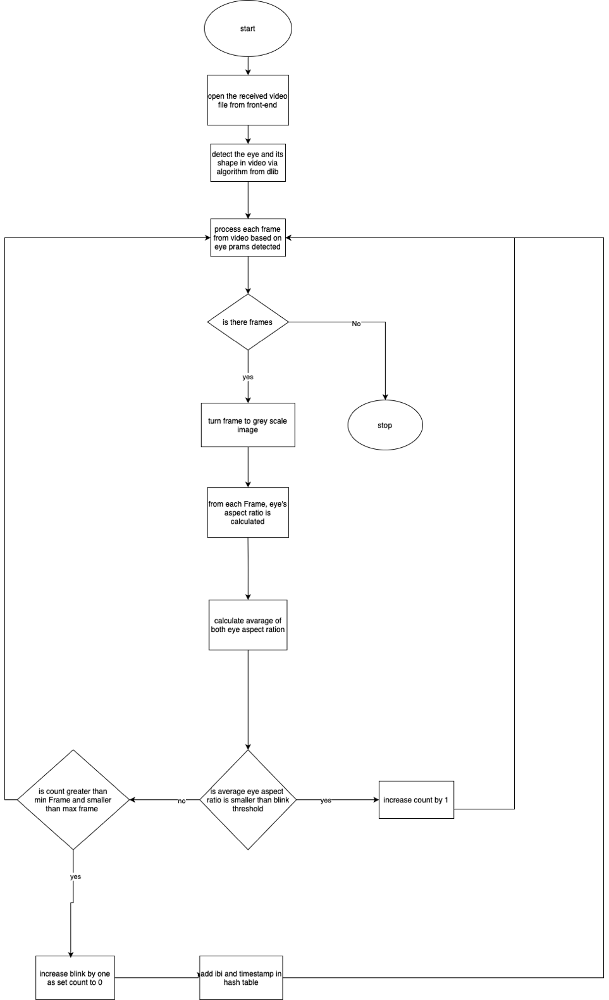 start
open the received video
file from front-end
detect the eye and its
shape in video via
algorithm from dlib
process each frame
from video based on
eye prams detected
is there frames
No
yes
turn frame to grey scale
image
stop
from each Frame, eye's
aspect ratio is
calculated
calculate avarage of
both eye aspect ration
is average eye aspect
ratio is smaller than blink
threshold
yes
increase count by 1
no
is count greater than
min Frame and smaller
than max frame
yes
increase blink by one
as set count to 0
add ibi and timestamp in
hash table